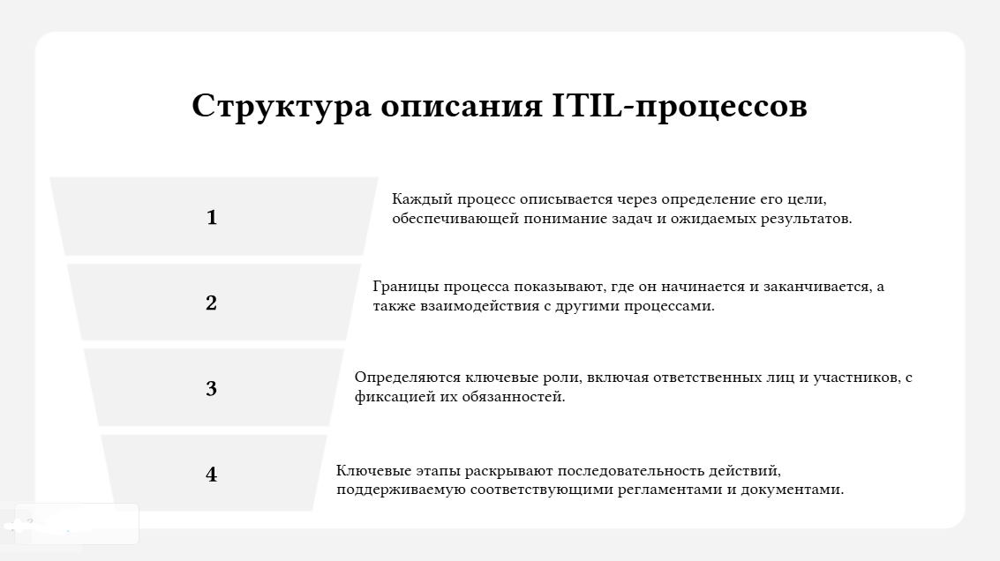 Структура описания ITIL-процессов
1
Каждый процесс описывается через определение его цели,
обеспечивающей понимание задач и ожидаемых результатов.
2
Границы процесса показывают, где он начинается и заканчивается, а
также взаимодействия с другими процессами.
3
Определяются ключевые роли, включая ответственных лиц и участников, с
фиксацией их обязанностей.
4
Ключевые этапы раскрывают последовательность действий,
поддерживаемую соответствующими регламентами и документами.